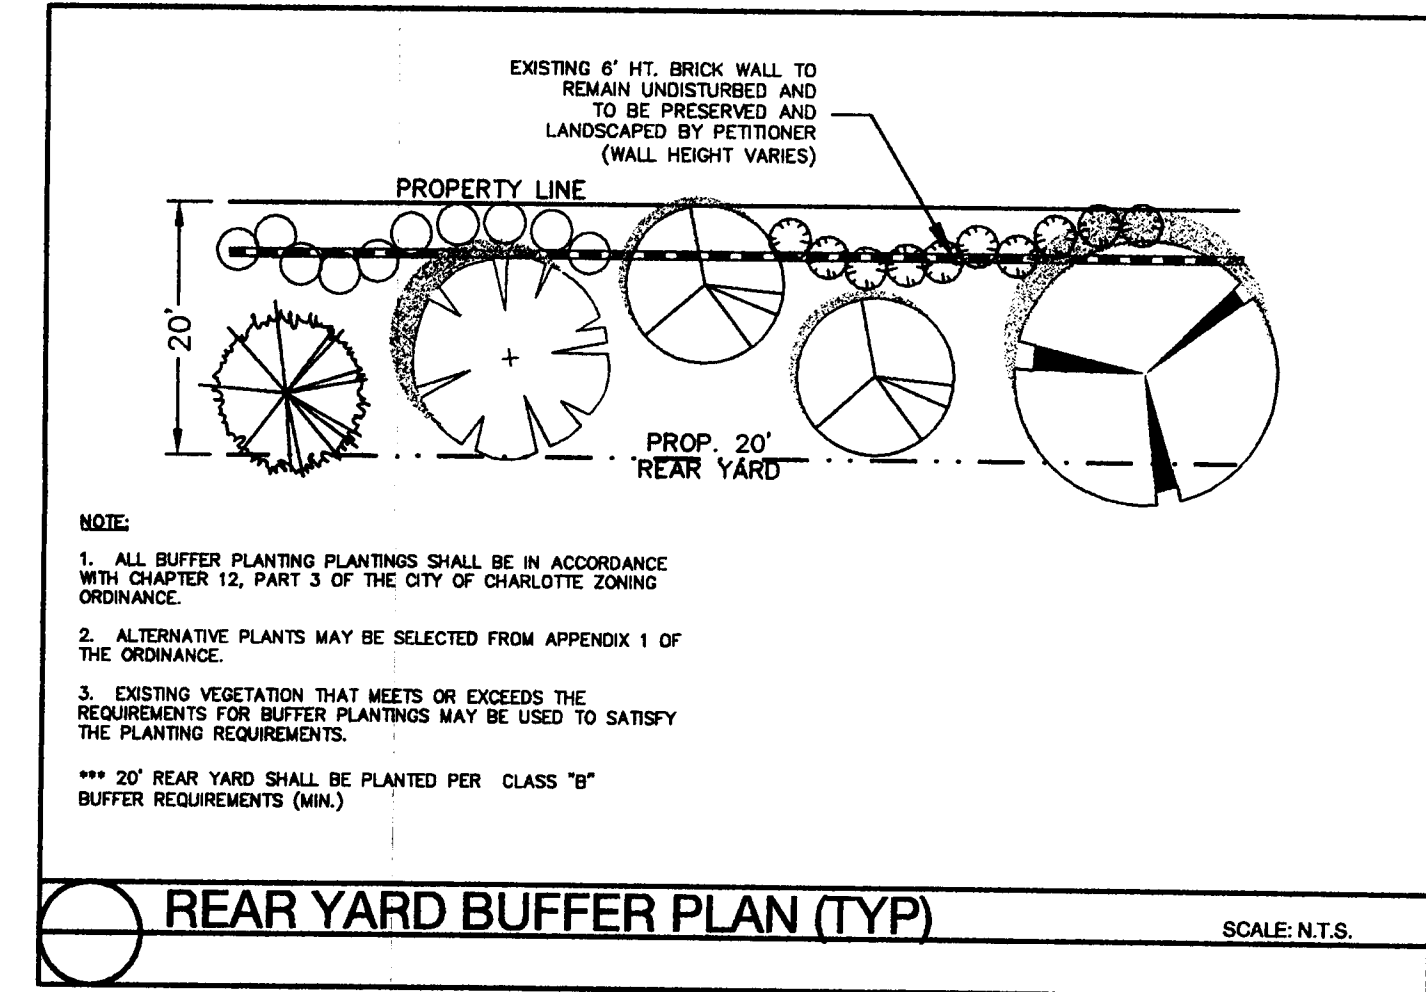 EXISTING 6' HT. BRICK WALL TO
REMAIN UNDISTURBED AND
TO BE PRESERVED AND
LANDSCAPED BY PETITIONER
(WALL HEIGHT VARIES)
PROPERTY LINE
20'
PROP. 20'
REAR YARD
NOTE:
1. ALL BUFFER PLANTING PLANTINGS SHALL BE IN ACCORDANCE
WITH CHAPTER 12, PART 3 OF THE CITY OF CHARLOTTE ZONING
ORDINANCE.
2. ALTERNATIVE PLANTS MAY BE SELECTED FROM APPENDIX 1 OF
THE ORDINANCE.
3. EXISTING VEGETATION THAT MEETS OR EXCEEDS THE
REQUIREMENTS FOR BUFFER PLANTINGS MAY BE USED TO SATISFY
THE PLANTING REQUIREMENTS.
*** 20' REAR YARD SHALL BE PLANTED PER CLASS "B"
BUFFER REQUIREMENTS (MIN.)
REAR YARD BUFFER PLAN (TYP)
SCALE: N.T.S.